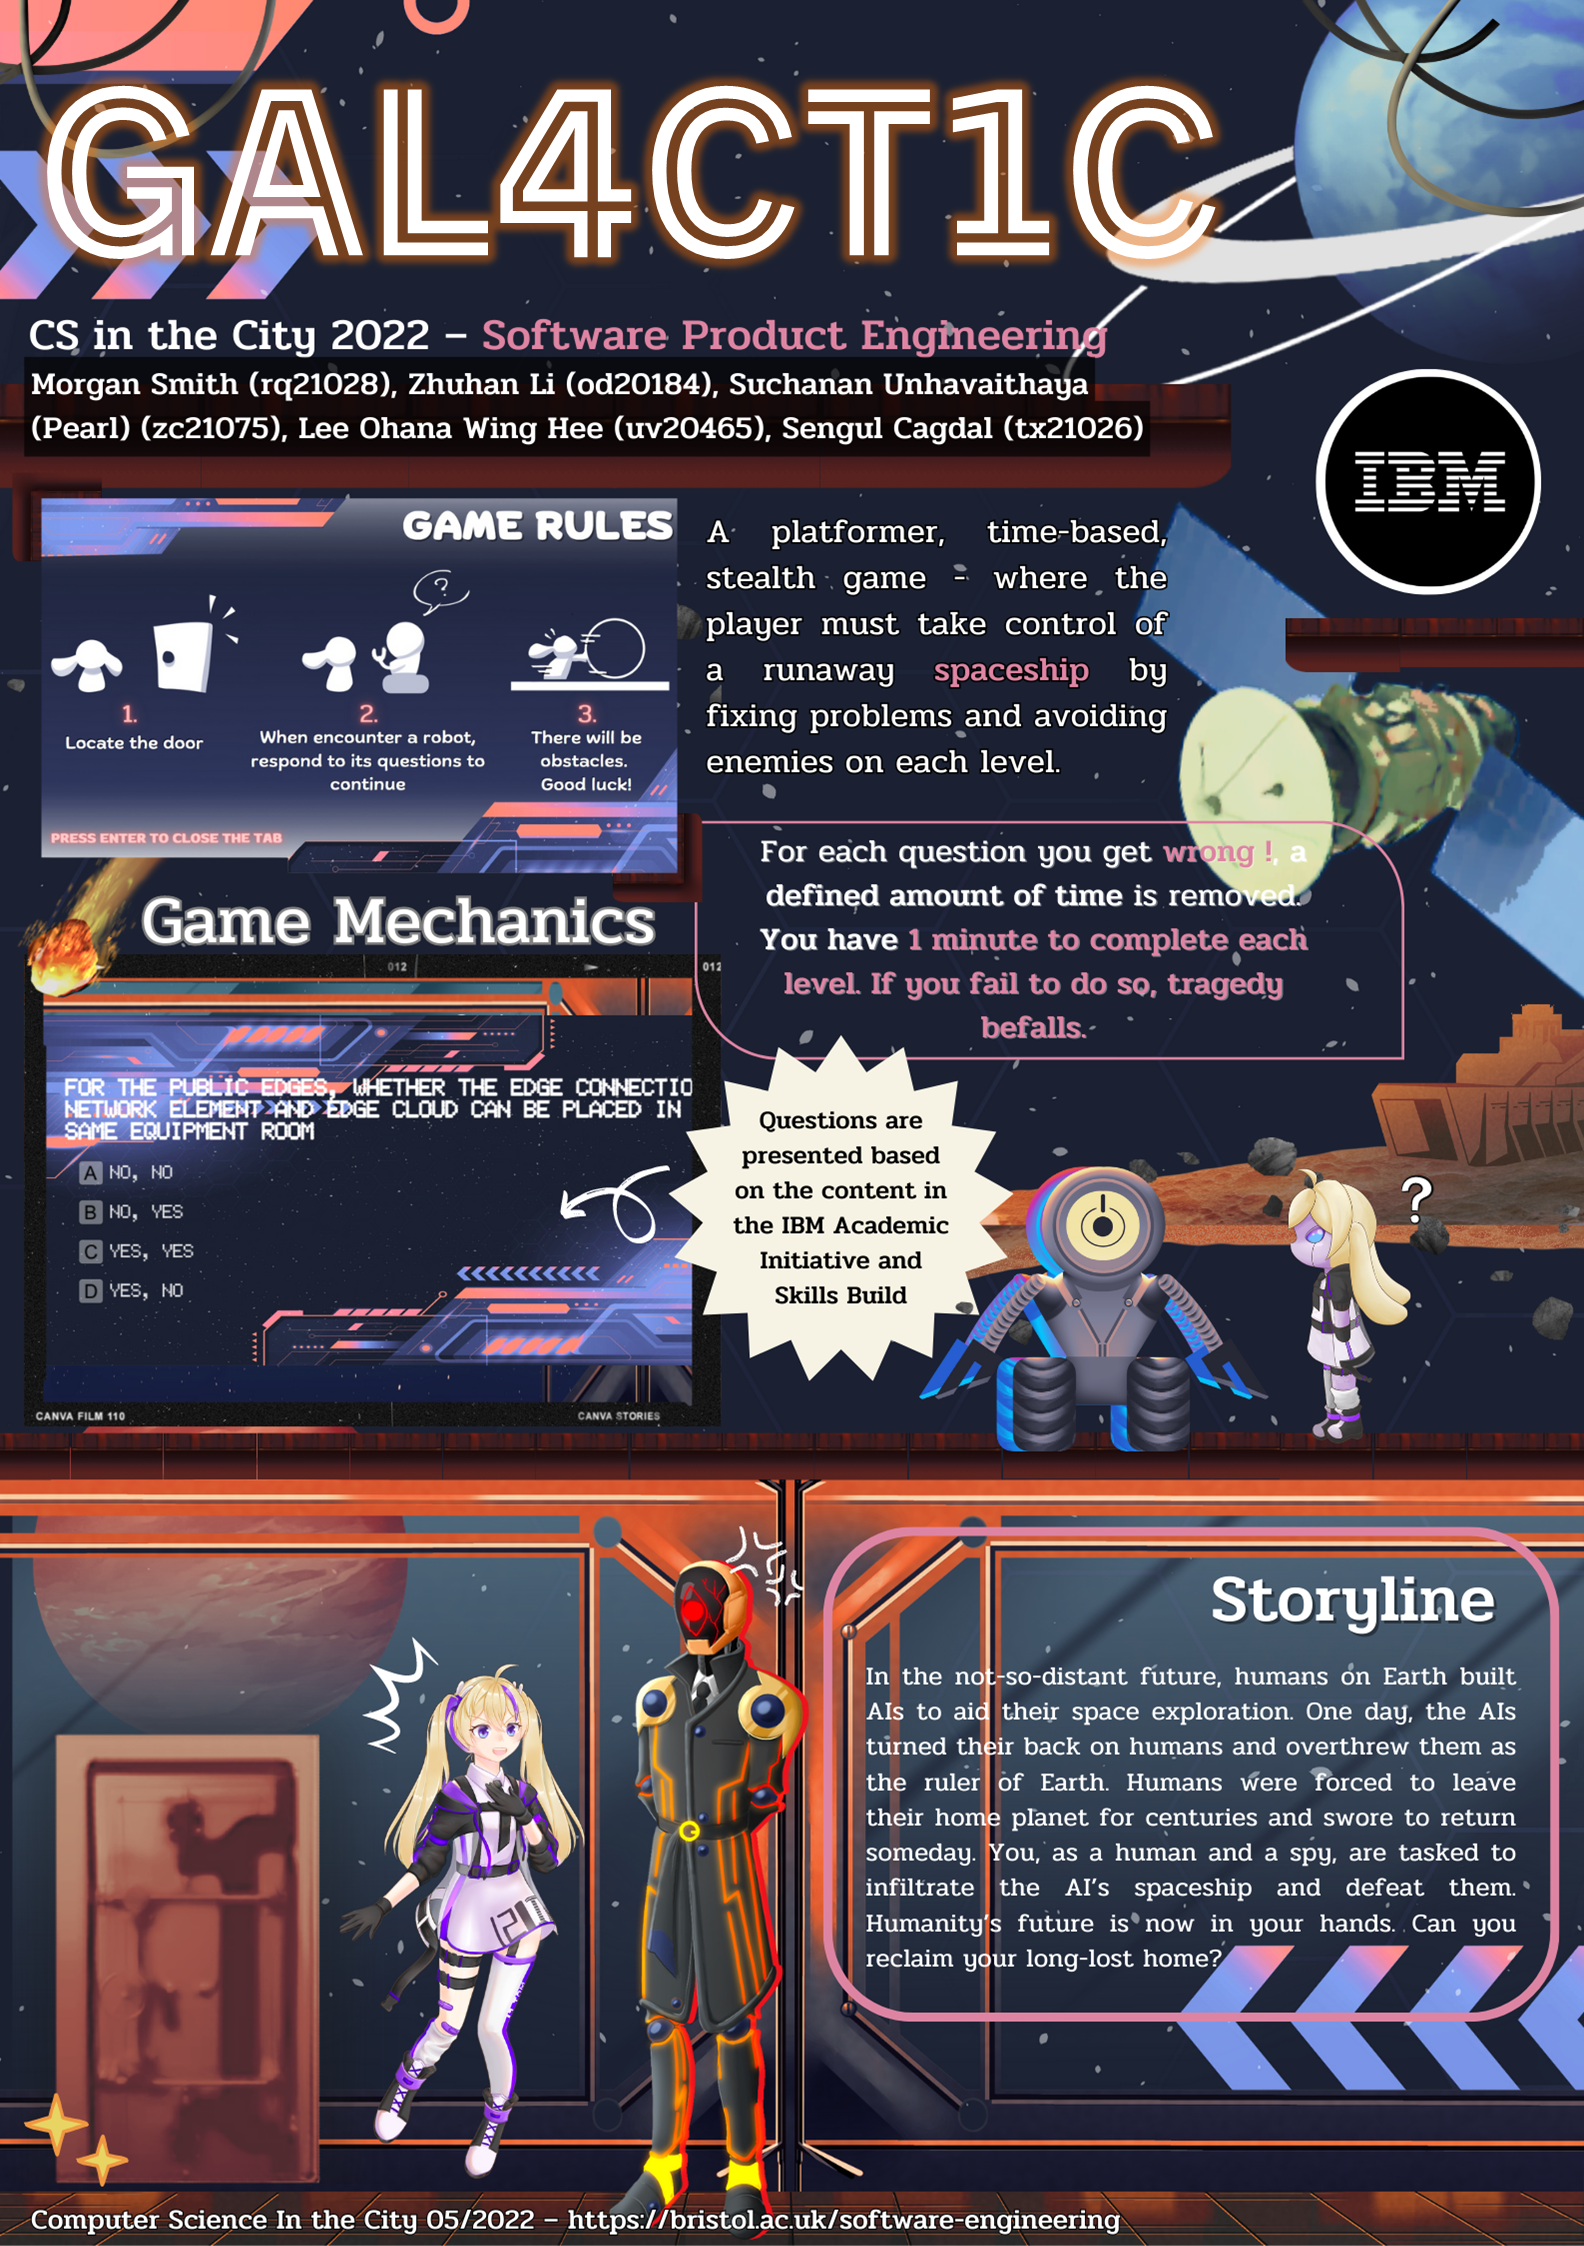 GAL4CT1C
CS in the City 2022 – Software Product Engineering
Morgan Smith (rq21028), Zhuhan Li (od20184), Suchanan Unhavaithaya
(Pearl) (zc21075), Lee Ohana Wing Hee (uv20465), Sengul Cagdal (tx21026)
IBM
GAME RULES
?
1.
Locate the door
2.
When encounter a robot,
respond to its questions to
continue
3.
There will be
obstacles.
Good luck!
PRESS ENTER TO CLOSE THE TAB
A platformer, time-based,
stealth game - where the
player must take control of
a runaway spaceship by
fixing problems and avoiding
enemies on each level.
For each question you get wrong !, a
defined amount of time is removed.
You have 1 minute to complete each
level. If you fail to do so, tragedy
befalls.
Game Mechanics
012
012
FOR THE PUBLIC EDGES, WHETHER THE EDGE CONNECTIO
NETWORK ELEMENT AND EDGE CLOUD CAN BE PLACED IN
SAME EQUIPMENT ROOM
A NO, NO
B NO, YES
C YES, YES
D YES, NO
CANVA FILM 110
CANVA STORIES
Questions are
presented based
on the content in
the IBM Academic
Initiative and
Skills Build
?
Storyline
In the not-so-distant future, humans on Earth built
AIs to aid their space exploration. One day, the AIs
turned their back on humans and overthrew them as
the ruler of Earth. Humans were forced to leave
their home planet for centuries and swore to return
someday. You, as a human and a spy, are tasked to
infiltrate the AI's spaceship and defeat them.
Humanity's future is now in your hands. Can you
reclaim your long-lost home?
Computer Science In the City 05/2022 – https://bristol.ac.uk/software-engineering